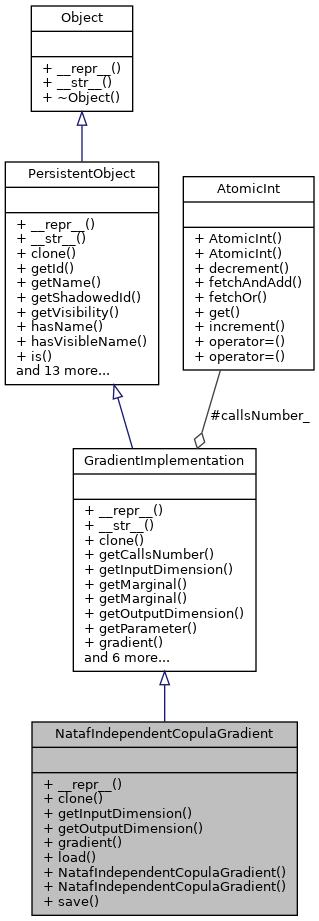 Object
+ __repr__()
+ __str__()
+ ~Object()
PersistentObject
+ __repr__()
+ __str__()
+ clone()
+ getId()
+ getName()
+ getShadowedId()
+ getVisibility()
+ hasName()
+ hasVisibleName()
+ is()
and 13 more...
AtomicInt
+ AtomicInt()
+ AtomicInt()
+ decrement()
+ fetchAndAdd()
+ fetchOr()
+ get()
+ increment()
+ operator=()
+ operator=()
#callsNumber_
GradientImplementation
+ __repr__()
+ __str__()
+ clone()
+ getCallsNumber()
+ getInputDimension()
+ getMarginal()
+ getMarginal()
+ getOutputDimension()
+ getParameter()
+ gradient()
and 6 more...
NatafIndependentCopulaGradient
+ __repr__()
+ clone()
+ getInputDimension()
+ getOutputDimension()
+ gradient()
+ load()
+ NatafIndependentCopulaGradient()
+ NatafIndependentCopulaGradient()
+ save()